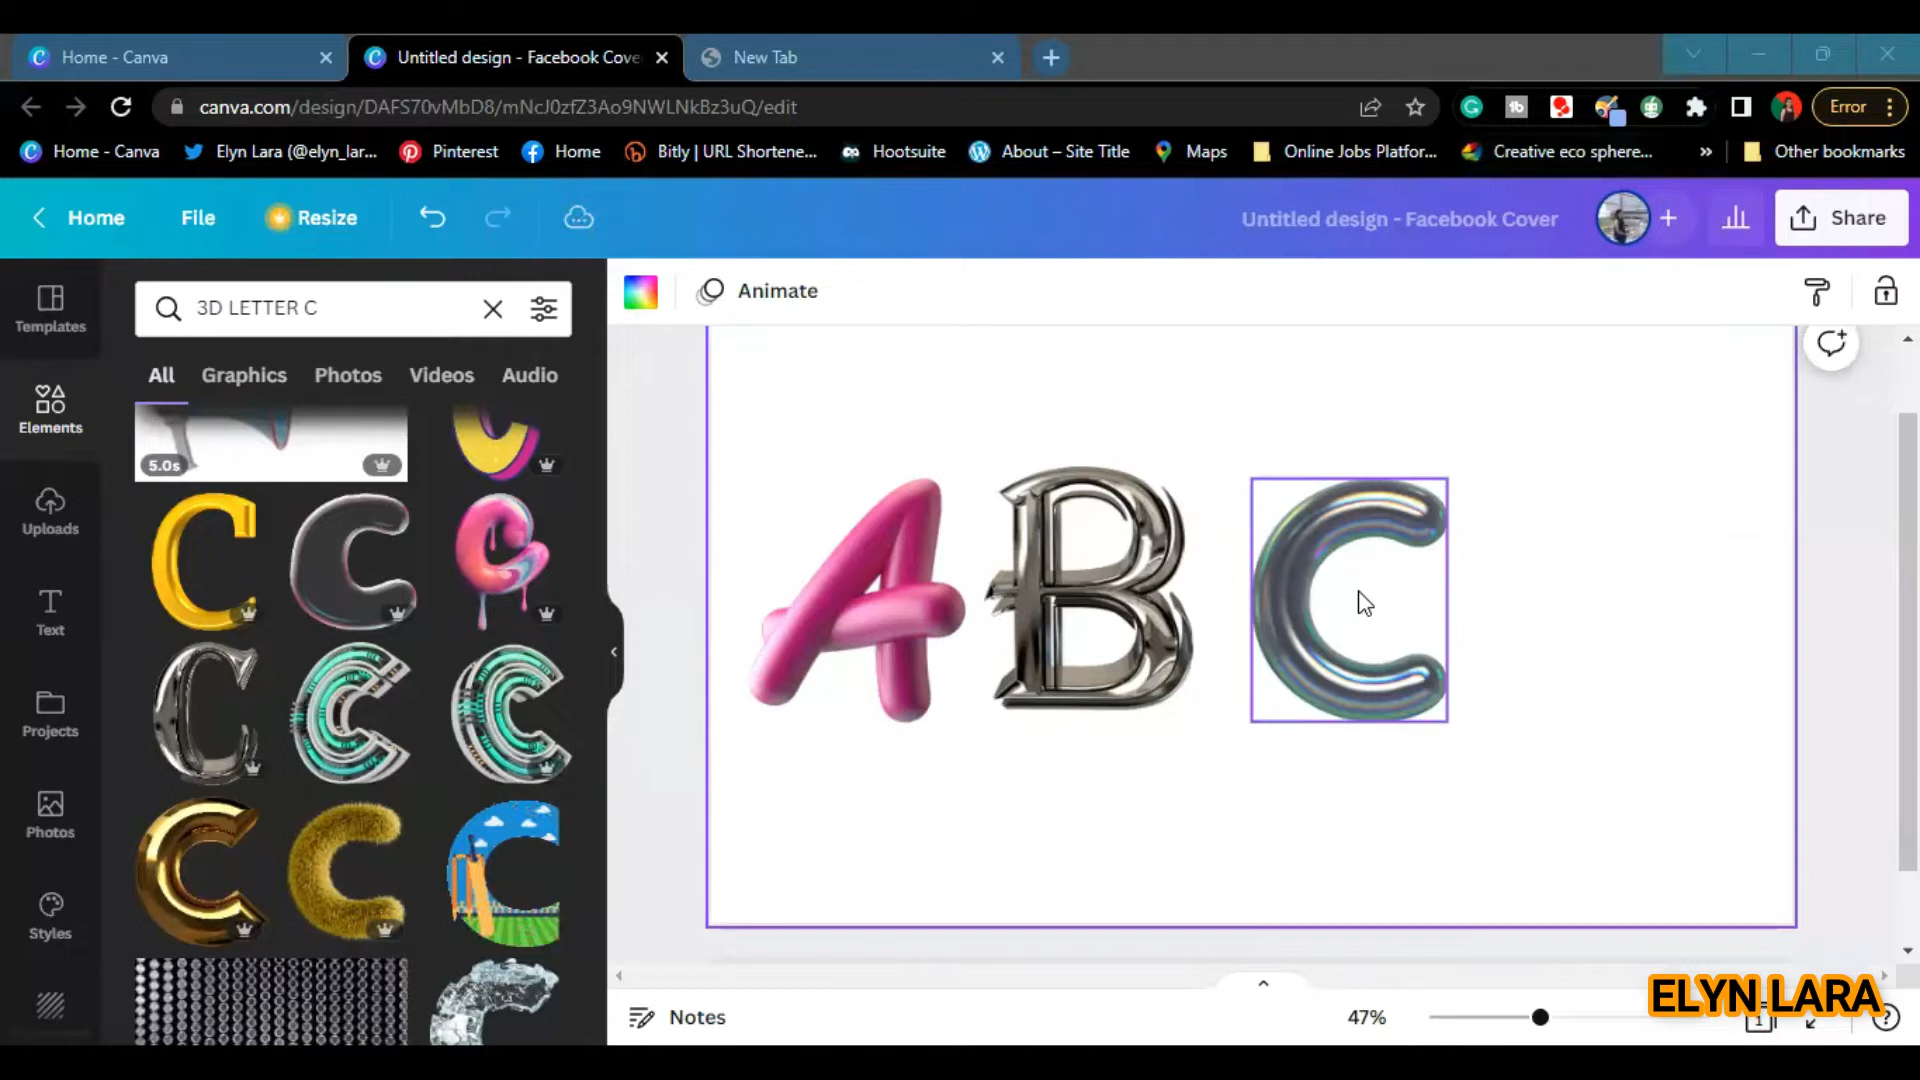 Home - Canva
Untitled design - Facebook Cove
New Tab
canva.com/design/DAFS70vMbD8/mNcJ0zfZ3Ao9NWLNkBz3uQ/edit
Error
Home - Canva
Elyn Lara (@elyn_lar...
Pinterest
Home
Bitly | URL Shortene...
Hootsuite
About – Site Title
Maps
Online Jobs Platfor...
Creative eco sphere...
Other bookmarks
Home
File
Resize
Untitled design - Facebook Cover
Share
Templates
Elements
Uploads
Text
Projects
Photos
Styles
3D LETTER C
All
Graphics
Photos
Videos
Audio
5.0s
Animate
A B C
Notes
47%
1
ELYN LARA